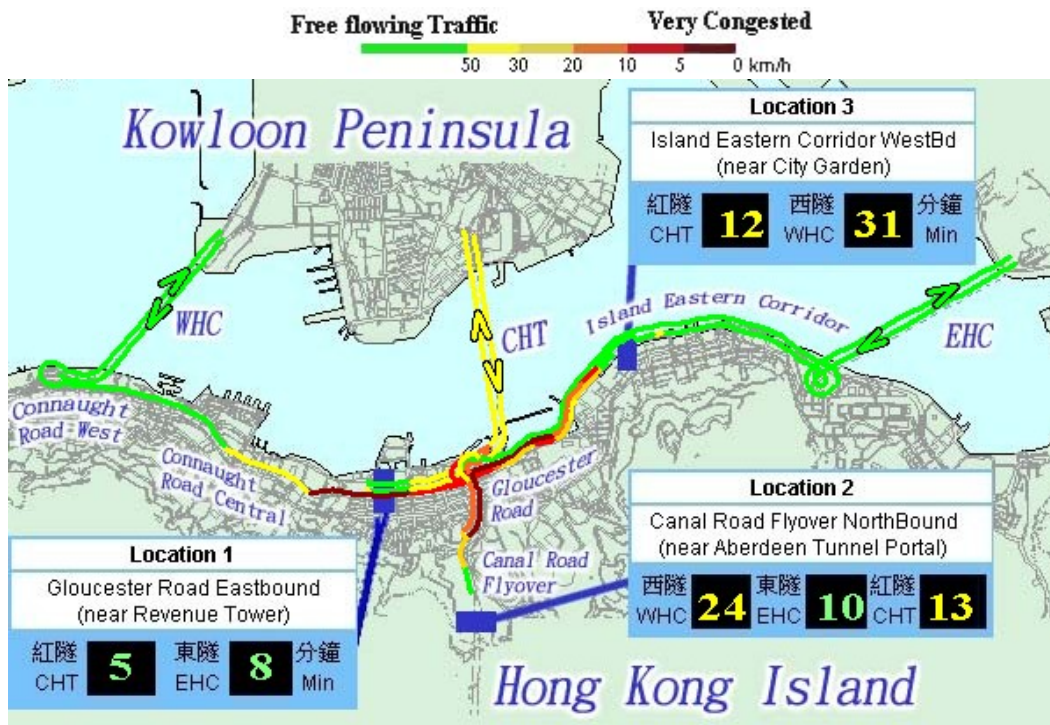 Free flowing Traffic Very Congested
50 30 20 10 5 0 km/h
Kowloon Peninsula
Location 3
Island Eastern Corridor WestBd
(near City Garden)
紅隧 12 西隧 31 分鐘
CHT WHC Min
WHC
CHT
Island Eastern Corridor
EHC
Connaught
Road West
Connaught
Road Central
Gloucester
Road
Canal Road
Flyover
Location 2
Canal Road Flyover NorthBound
(near Aberdeen Tunnel Portal)
西隧 24 東隧 10 紅隧 13
WHC EHC CHT
Location 1
Gloucester Road Eastbound
(near Revenue Tower)
紅隧 5 東隧 8 分鐘
CHT EHC Min
Hong Kong Island